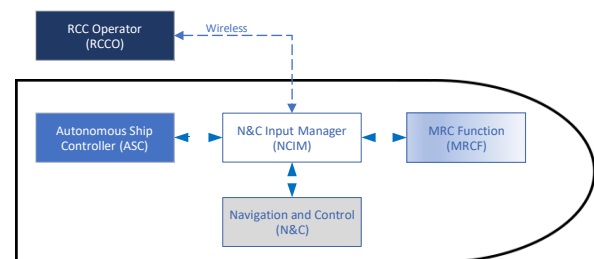 RCC Operator
(RCCO)
Wireless
Autonomous Ship
Controller (ASC)
N&C Input Manager
(NCIM)
MRC Function
(MRCF)
Navigation and Control
(N&C)